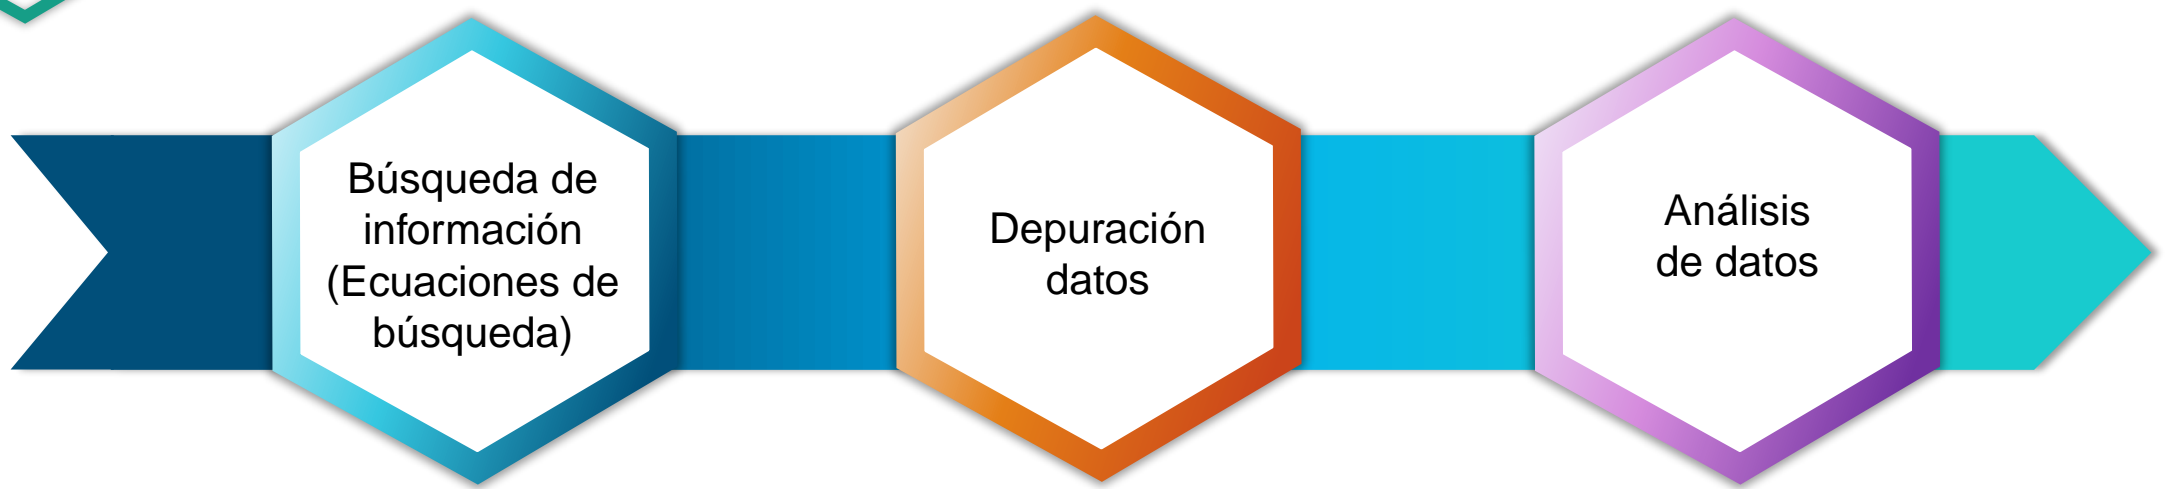 Búsqueda de
información
(Ecuaciones de
búsqueda)
Depuración
datos
Análisis
de datos